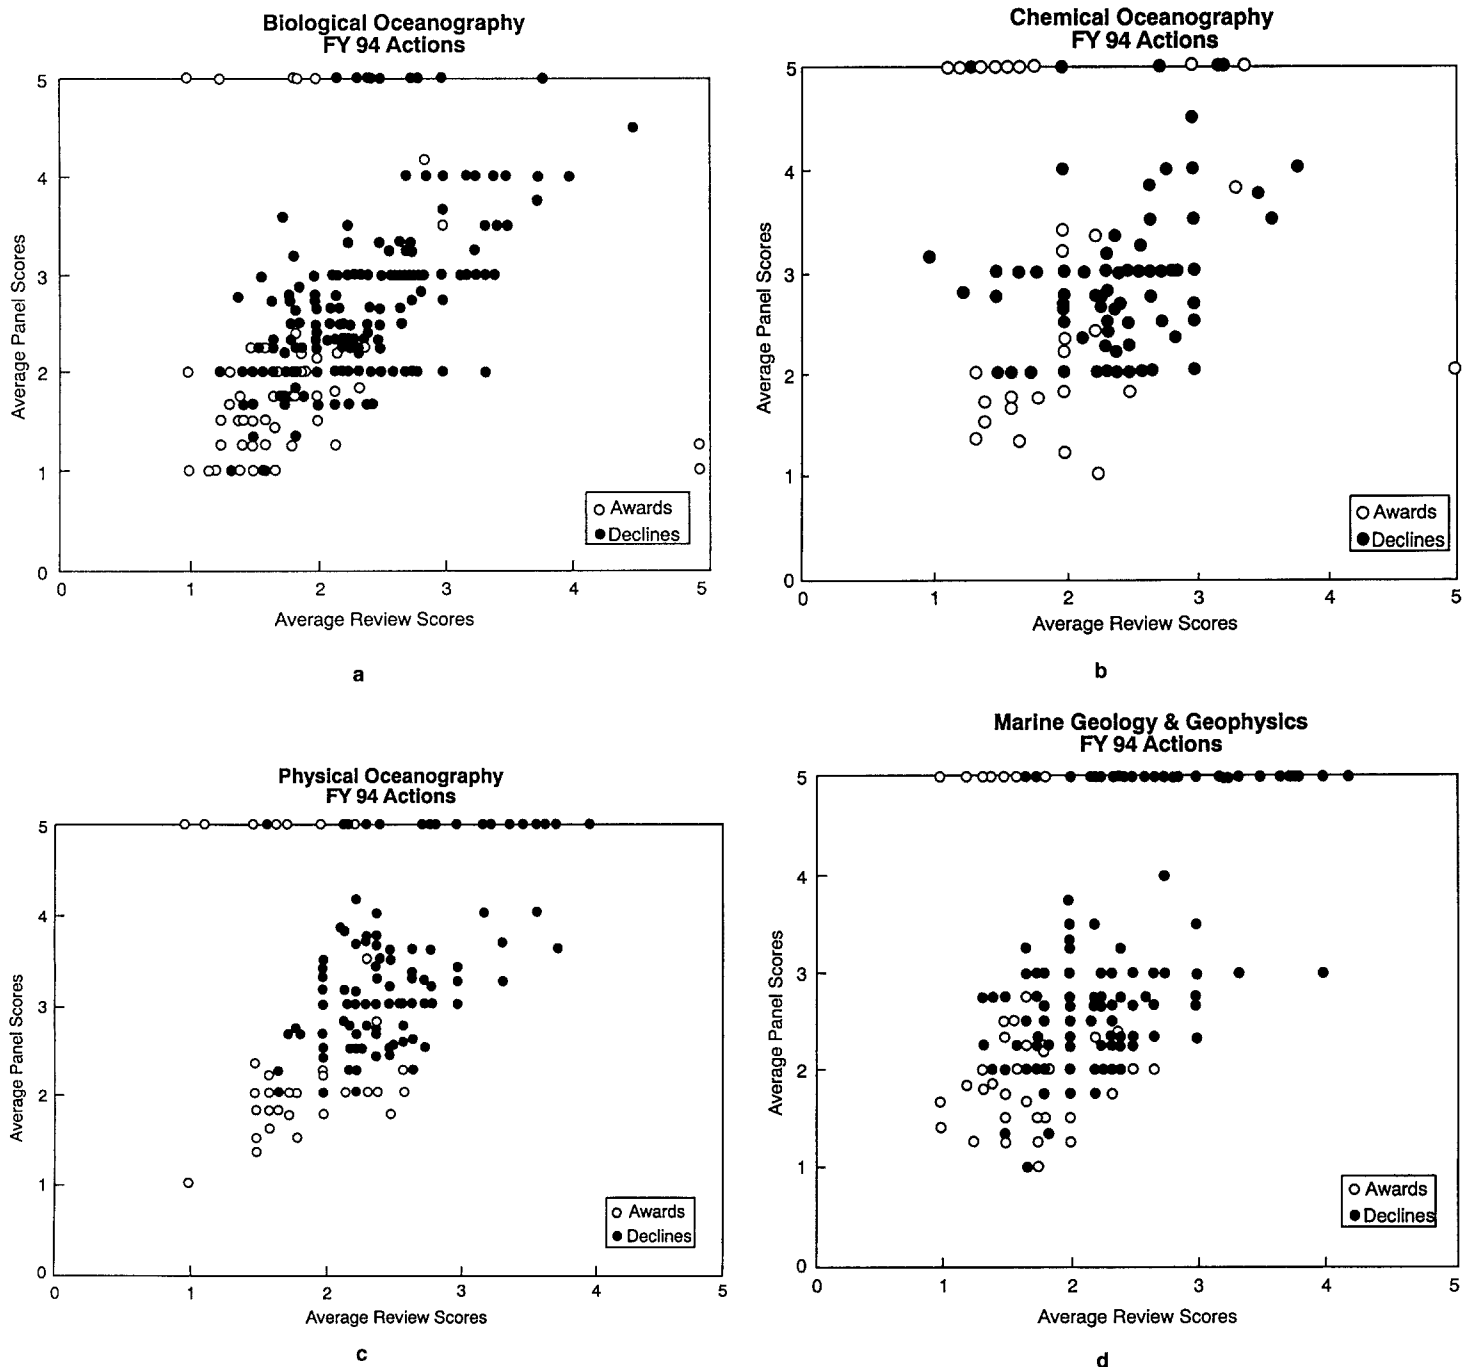 Biological Oceanography
FY 94 Actions
5
4
3
2
1
0
Average Panel Scores
0 1 2 3 4 5
Average Review Scores
○ Awards
● Declines
a
Chemical Oceanography
FY 94 Actions
5
4
3
2
1
0
Average Panel Scores
0 1 2 3 4 5
Average Review Scores
○ Awards
● Declines
b
Physical Oceanography
FY 94 Actions
5
4
3
2
1
0
Average Panel Scores
0 1 2 3 4 5
Average Review Scores
○ Awards
● Declines
c
Marine Geology & Geophysics
FY 94 Actions
5
4
3
2
1
0
Average Panel Scores
0 1 2 3 4 5
Average Review Scores
○ Awards
● Declines
d